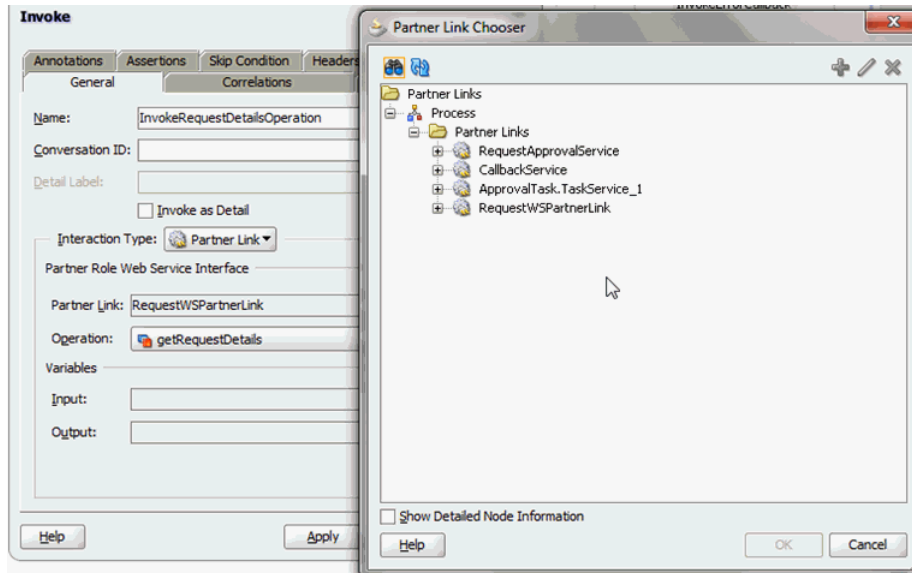 InvokeErrorCallback
Invoke
Partner Link Chooser
Annotations Assertions Skip Condition Headers
General Correlations
Partner Links
Name: InvokeRequestDetailsOperation
Process
Partner Links
Conversation ID:
RequestApprovalService
CallbackService
Detail Label:
ApprovalTask.TaskService_1
RequestWSPartnerLink
Invoke as Detail
Interaction Type: Partner Link
Partner Role Web Service Interface
Partner Link: RequestWSPartnerLink
Operation: getRequestDetails
Variables
Input:
Output:
Show Detailed Node Information
Help Apply
Help OK Cancel